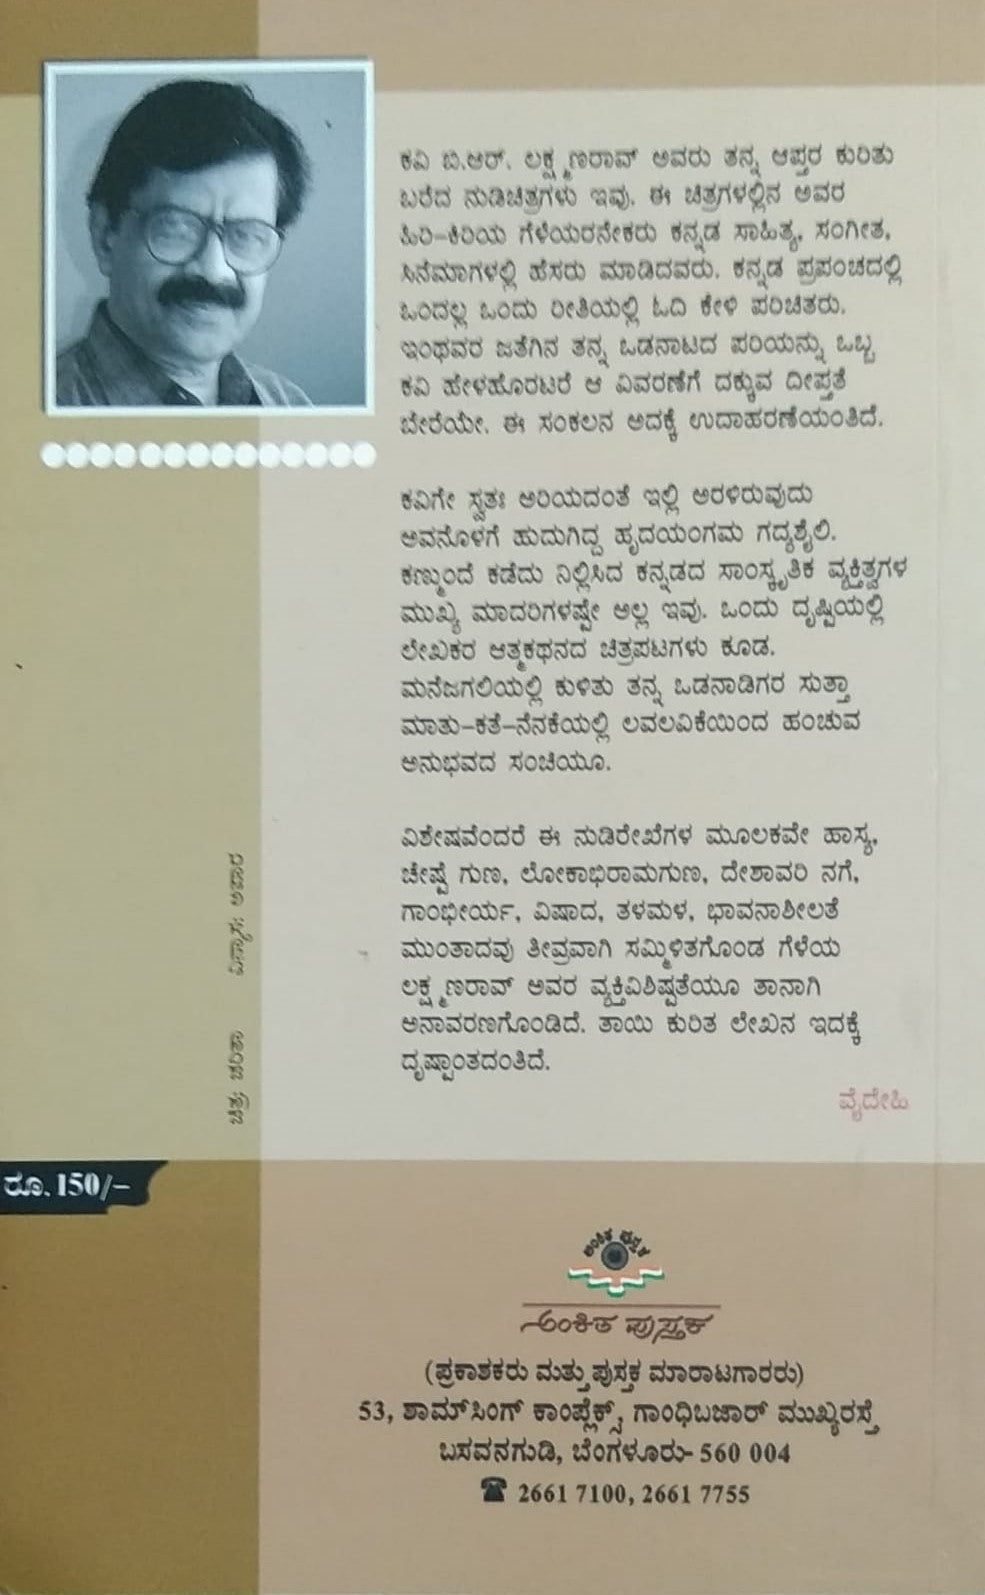 ಕವಿ ಬಿ.ಆರ್. ಲಕ್ಷ್ಮಣರಾವ್ ಅವರು ತನ್ನ ಆಪ್ತರ ಕುರಿತು
ಬರೆದ ನುಡಿಚಿತ್ರಗಳು ಇವು. ಈ ಚಿತ್ರಗಳಲ್ಲಿನ ಅವರ
ಹಿರಿ-ಕಿರಿಯ ಗೆಳೆಯರನೇಕರು ಕನ್ನಡ ಸಾಹಿತ್ಯ, ಸಂಗೀತ,
ಸಿನೆಮಾಗಳಲ್ಲಿ ಹೆಸರು ಮಾಡಿದವರು. ಕನ್ನಡ ಪ್ರಪಂಚದಲ್ಲಿ
ಒಂದಲ್ಲ ಒಂದು ರೀತಿಯಲ್ಲಿ ಓದಿ ಕೇಳಿ ಪರಿಚಿತರು.
ಇಂಥವರ ಜತೆಗಿನ ತನ್ನ ಒಡನಾಟದ ಪರಿಯನ್ನು ಒಬ್ಬ
ಕವಿ ಹೇಳಹೊರಟರೆ ಆ ವಿವರಣೆಗೆ ದಕ್ಕುವ ದೀಪ್ತತೆ
ಬೇರೆಯೇ. ಈ ಸಂಕಲನ ಅದಕ್ಕೆ ಉದಾಹರಣೆಯಂತಿದೆ.
ಕವಿಗೇ ಸ್ವತಃ ಅರಿಯದಂತೆ ಇಲ್ಲಿ ಅರಳಿರುವುದು
ಅವನೊಳಗೆ ಹುದುಗಿದ್ದ ಹೃದಯಂಗಮ ಗದ್ಯಶೈಲಿ.
ಕಣ್ಮುಂದೆ ಕಡೆದು ನಿಲ್ಲಿಸಿದ ಕನ್ನಡದ ಸಾಂಸ್ಕೃತಿಕ ವ್ಯಕ್ತಿತ್ವಗಳ
ಮುಖ್ಯ ಮಾದರಿಗಳಷ್ಟೇ ಅಲ್ಲ ಇವು. ಒಂದು ದೃಷ್ಟಿಯಲ್ಲಿ
ಲೇಖಕರ ಆತ್ಮಕಥನದ ಚಿತ್ರಪಟಗಳು ಕೂಡ.
ಮನೆಜಗಲಿಯಲ್ಲಿ ಕುಳಿತು ತನ್ನ ಒಡನಾಡಿಗರ ಸುತ್ತಾ
ಮಾತು-ಕತೆ-ನೆನಕೆಯಲ್ಲಿ ಲವಲವಿಕೆಯಿಂದ ಹಂಚುವ
ಅನುಭವದ ಸಂಚಿಯೂ.
ವಿಶೇಷವೆಂದರೆ ಈ ನುಡಿರೇಖೆಗಳ ಮೂಲಕವೇ ಹಾಸ್ಯ,
ಚೇಷ್ಟೆ ಗುಣ, ಲೋಕಾಭಿರಾಮಗುಣ, ದೇಶಾವರಿ ನಗೆ,
ಗಾಂಭೀರ್ಯ, ವಿಷಾದ, ತಳಮಳ, ಭಾವನಾಶೀಲತೆ
ಮುಂತಾದವು ತೀವ್ರವಾಗಿ ಸಮ್ಮಿಳಿತಗೊಂಡ ಗೆಳೆಯ
ಲಕ್ಷ್ಮಣರಾವ್ ಅವರ ವ್ಯಕ್ತಿವಿಶಿಷ್ಟತೆಯೂ ತಾನಾಗಿ
ಅನಾವರಣಗೊಂಡಿದೆ. ತಾಯಿ ಕುರಿತ ಲೇಖನ ಇದಕ್ಕೆ
ದೃಷ್ಟಾಂತದಂತಿದೆ.
ವೈದೇಹಿ
ಚಿತ್ರ: ಚರಿತಾ ವಿನ್ಯಾಸ: ಅಪಾರ
ರೂ. 150/-
ಅಂಕಿತ ಪುಸ್ತಕ
ಅಂಕಿತ ಪುಸ್ತಕ
(ಪ್ರಕಾಶಕರು ಮತ್ತು ಪುಸ್ತಕ ಮಾರಾಟಗಾರರು)
53, ಶಾಮ್‌ಸಿಂಗ್ ಕಾಂಪ್ಲೆಕ್ಸ್, ಗಾಂಧಿಬಜಾರ್ ಮುಖ್ಯರಸ್ತೆ
ಬಸವನಗುಡಿ, ಬೆಂಗಳೂರು- 560 004
☎ 2661 7100, 2661 7755